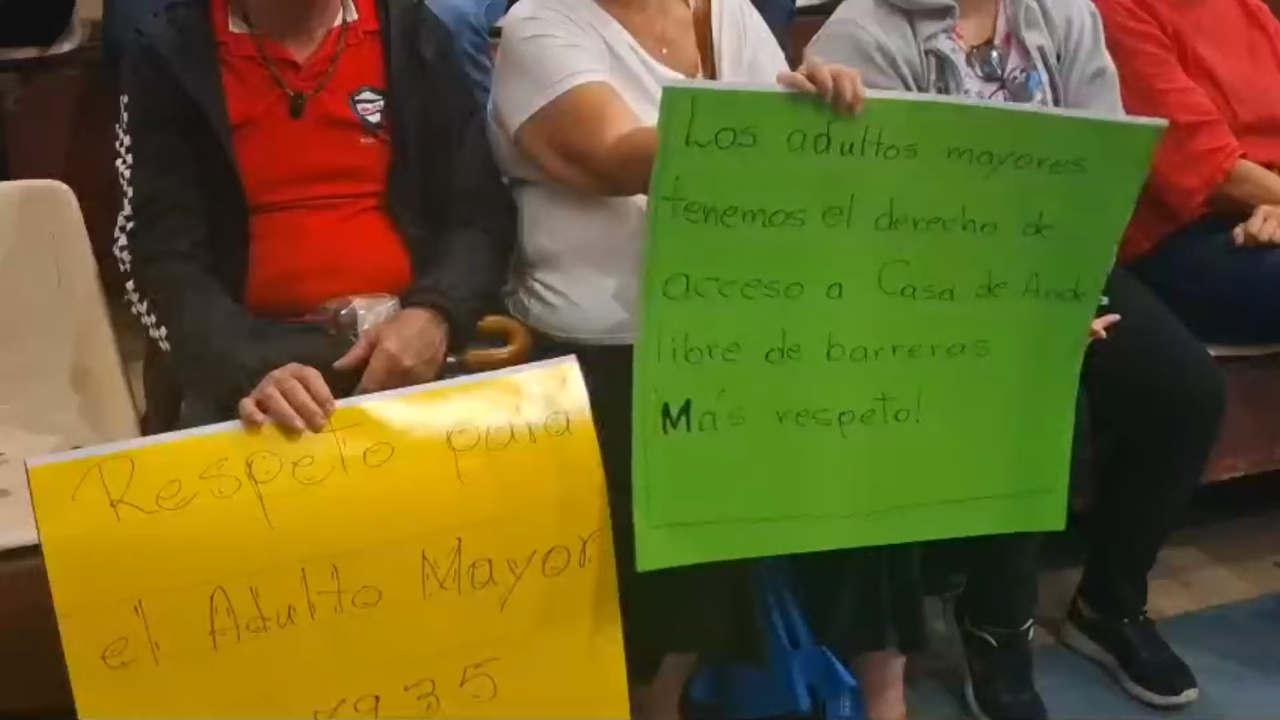 Respeto para
el Adulto Mayor
7935
Los adultos mayores
tenemos el derecho de
acceso a Casa de Ande
libre de barreras
Más respeto!